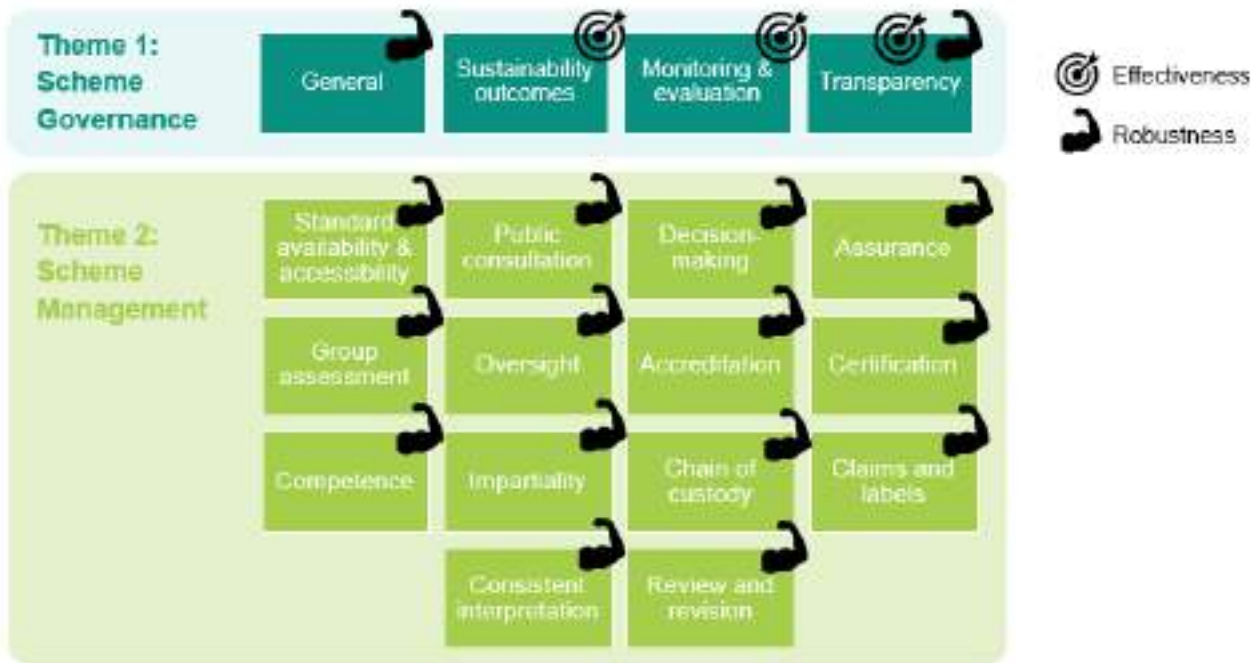 Theme 1:
Scheme
Governance
General
Sustainability
outcomes
Monitoring &
evaluation
Transparency
Effectiveness
Robustness
Theme 2:
Scheme
Management
Standard
availability &
accessibility
Public
consultation
Decision-
making
Assurance
Group
assessment
Oversight
Accreditation
Certification
Competence
Impartiality
Chain of
custody
Claims and
labels
Consistent
interpretation
Review and
revision